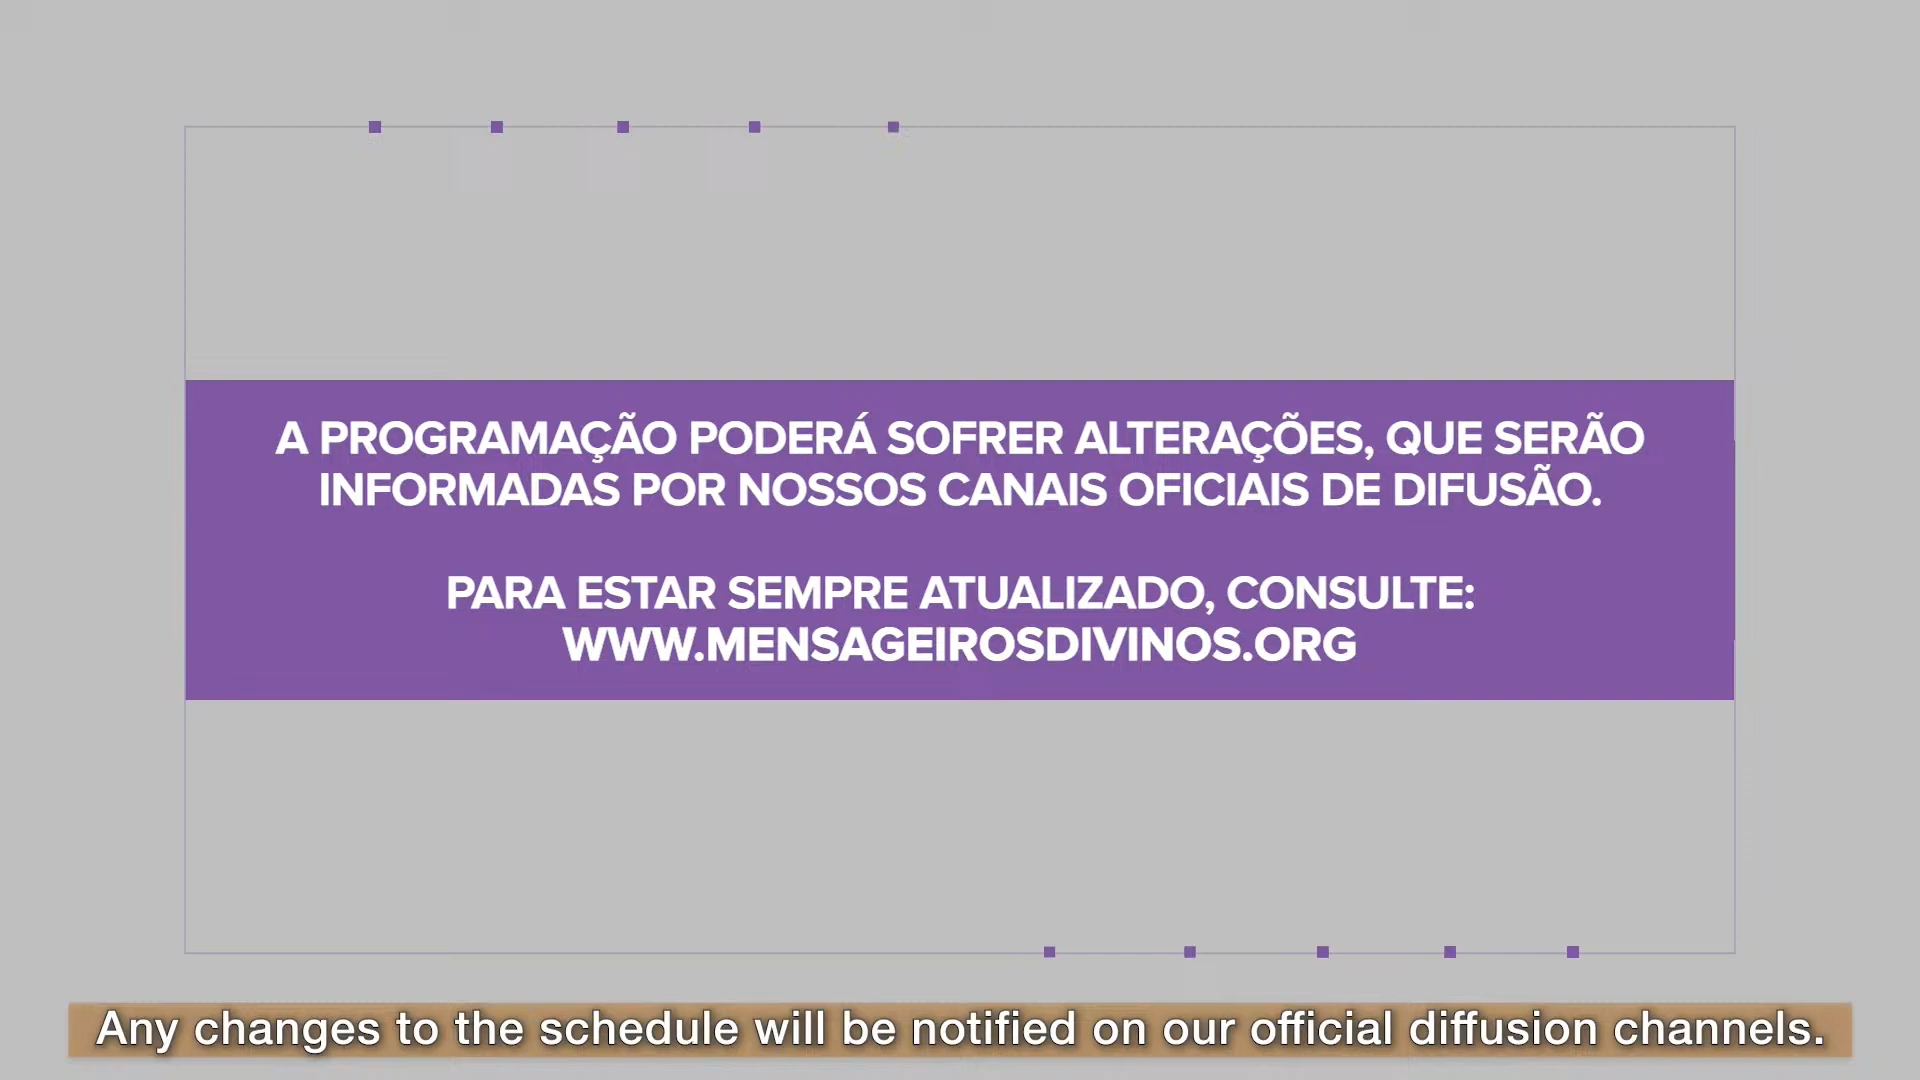 A PROGRAMAÇÃO PODERÁ SOFRER ALTERAÇÕES, QUE SERÃO
INFORMADAS POR NOSSOS CANAIS OFICIAIS DE DIFUSÃO.
PARA ESTAR SEMPRE ATUALIZADO, CONSULTE:
WWW.MENSAGEIROSDIVINOS.ORG
Any changes to the schedule will be notified on our official diffusion channels.